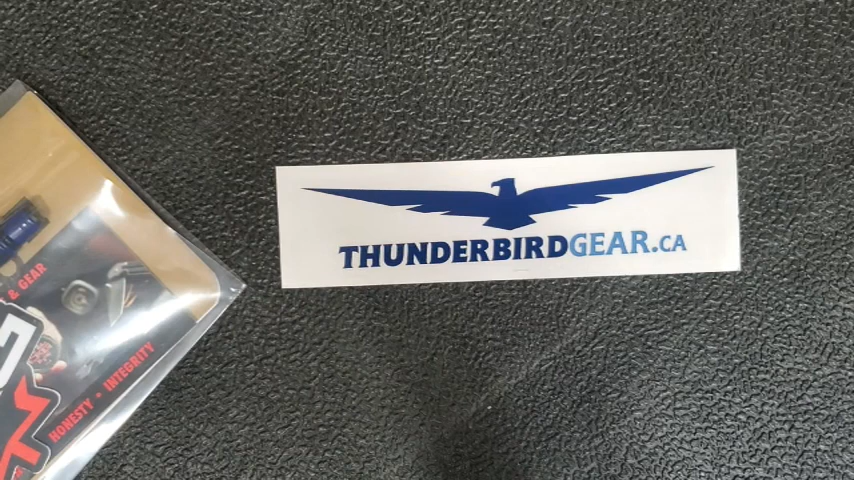 THUNDERBIRDGEAR.CA
& GEAR
HONESTY • INTEGRITY